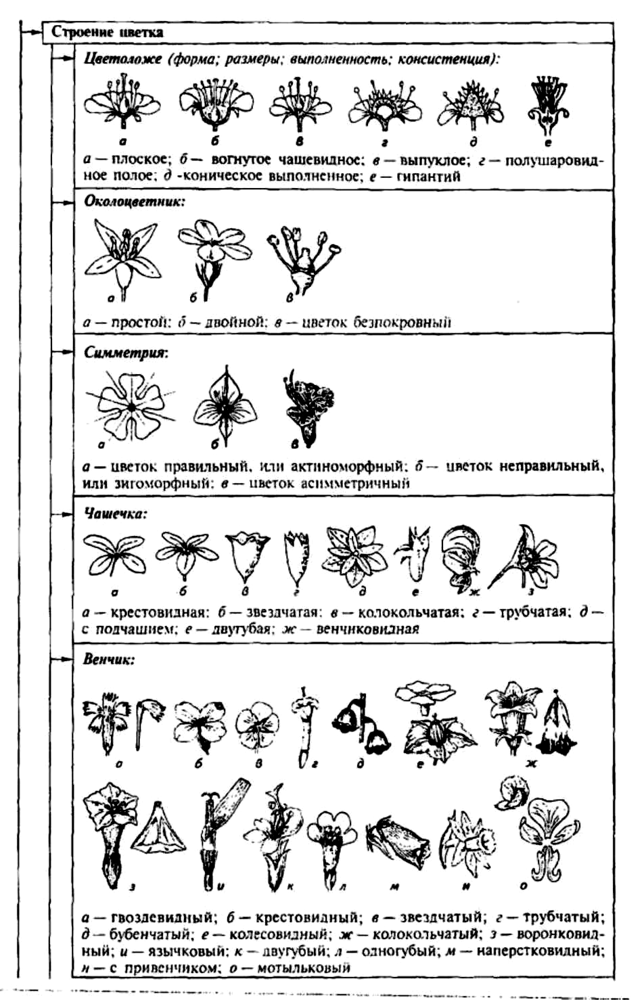 Строение цветка
Цветоложе (форма; размеры; выполненность; консистенция):
а б в г д е
а — плоское; б — вогнутое чашевидное; в — выпуклое; г — полушаровид-
ное полое; д -коническое выполненное; е — гипантий
Околоцветник:
а б в
а — простой; б — двойной; в — цветок безпокровный
Симметрия:
а б в
а — цветок правильный, или актиноморфный; б — цветок неправильный,
или зигоморфный; в — цветок асимметричный
Чашечка:
а б в г д е ж з
а — крестовидная; б — звездчатая; в — колокольчатая; г — трубчатая; д —
с подчашием; е — двугубая; ж — венчиковидная
Венчик:
а б в г д е ж
з и к л м н о
а — гвоздевидный; б — крестовидный; в — звездчатый; г — трубчатый;
д — бубенчатый; е — колесовидный; ж — колокольчатый; з — воронковид-
ный; и — язычковый; к — двугубый; л — одногубый; м — наперстковидный;
н — с привенчиком; о — мотыльковый